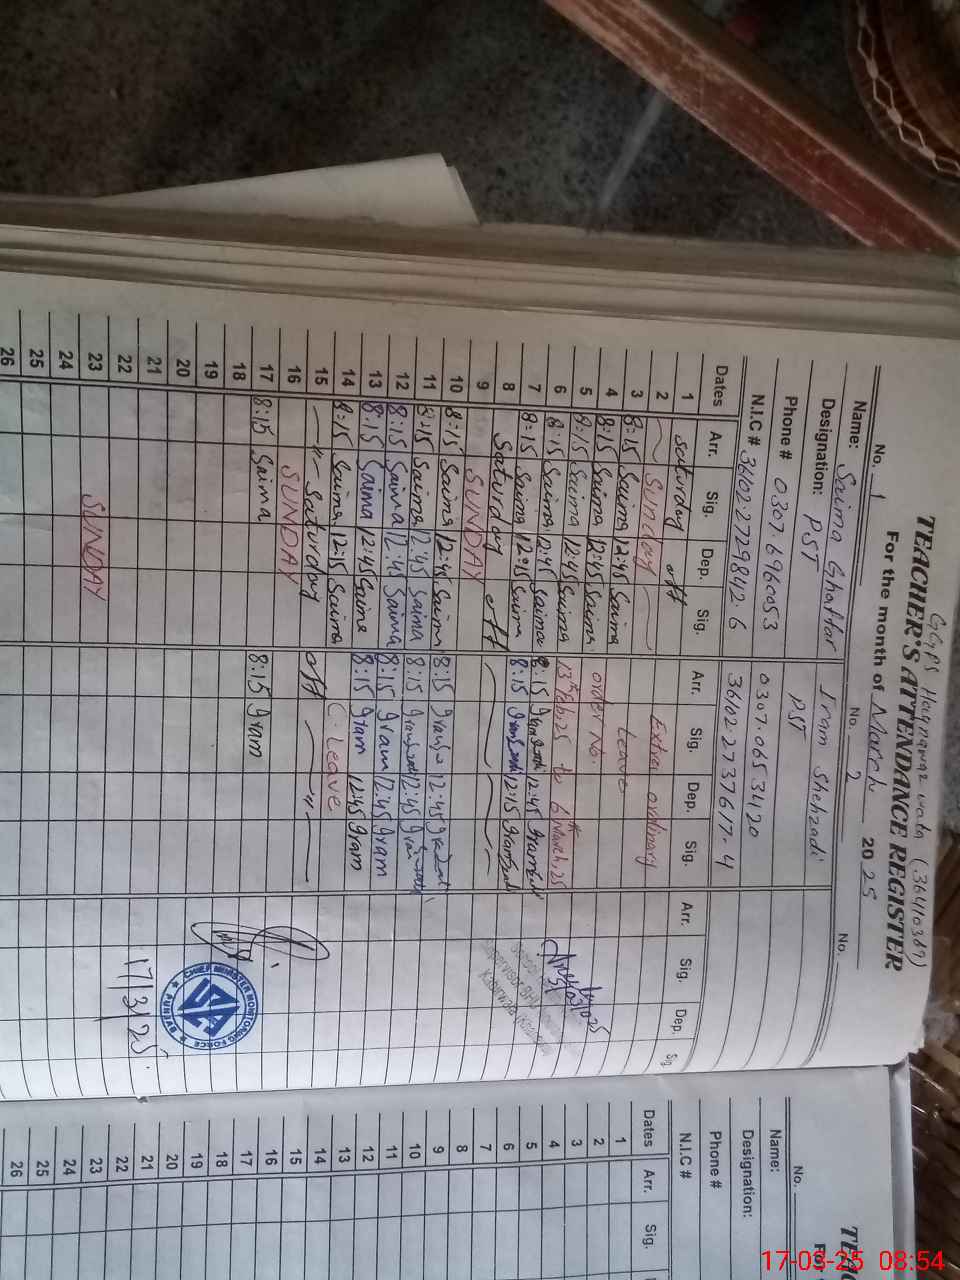 GGPS Haqnawaz wala (36410367)
TEACHER'S ATTENDANCE REGISTER
For the month of March 2025
No. 1 No. 2 No.
Name: Saima Ghaffar Iram Shehzadi
Designation: PST PST
Phone # 0307.6960053 0307.0653120
N.I.C # 36102.2729842.6 36102.2737617.4
Dates Arr. Sig. Dep. Sig. Arr. Sig. Dep. Sig. Arr. Sig. Dep. Sig
1 Saturday off
2 Sunday Extra ordinary
3 8:15 Saima 12:45 Saima Leave
4 8:15 Saima 12:45 Saima order No.
5 8:15 Saima 12:45 Saima 13th Feb,25 to 6th March,25
6 8:15 Saima 12:45 Saima 8:15 12:45
7 8:15 Saima 12:15 Saima 8:15 12:15
8 Saturday off
9 SUNDAY
10 8:15 Saima 12:45 Saima 8:15 12:45
11 8:15 Saima 12:45 Saima 8:15 12:45
12 8:15 Saima 12:45 Saima 8:15 Iram 12:45 Iram
13 8:15 Saima 12:45 Saima 8:15 Iram 12:45 Iram
14 8:15 Saima 12:15 Saima C. Leave
15 Saturday off
16 SUNDAY
17 8:15 Saima 8:15 Iram
18
19
20
21
22
23 SUNDAY
24
25
26
CHIEF MINISTER MONITORING FORCE
PUNJAB
17/3/25
No.
Name:
Designation:
Phone #
N.I.C #
Dates Arr. Sig.
1
2
3
4
5
6
7
8
9
10
11
12
13
14
15
16
17
18
19
20
21
22
23
24
25
26
17-03-25 08:54